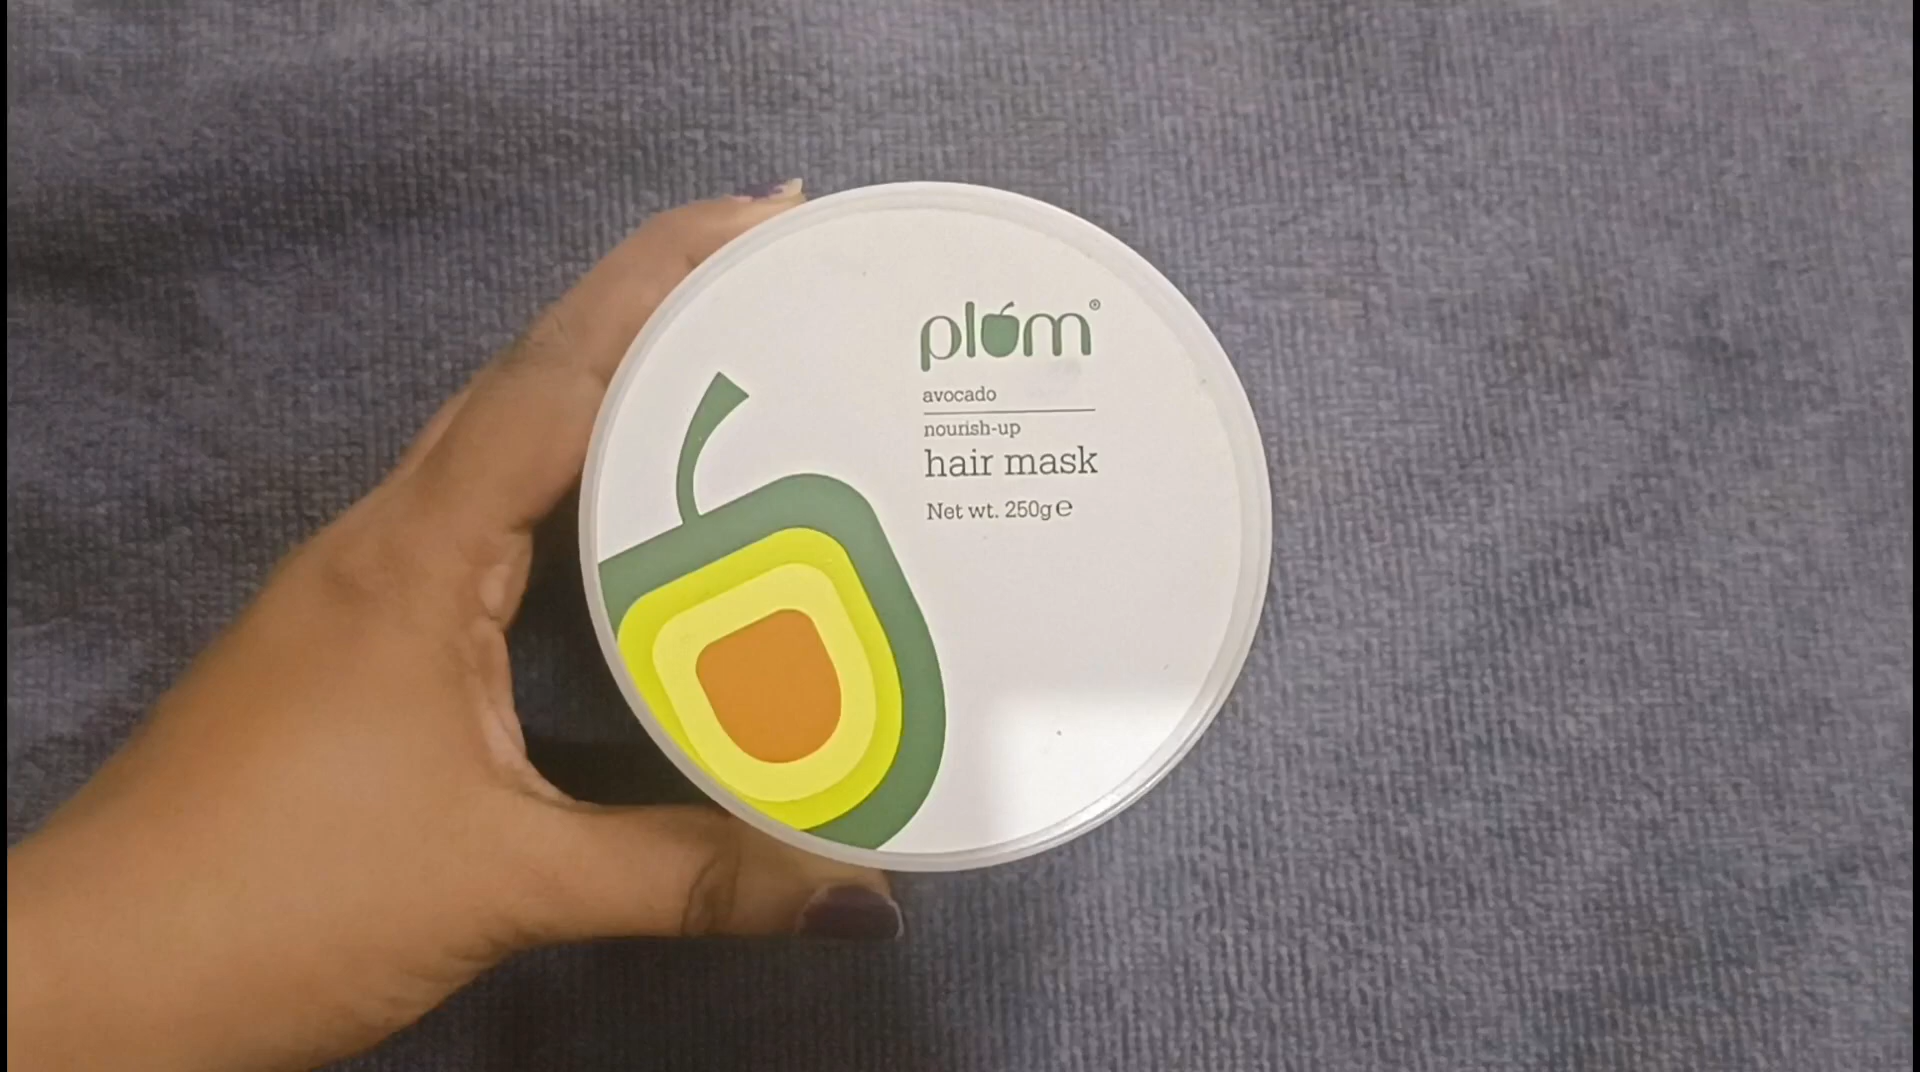 plum®
avocado
nourish-up
hair mask
Net wt. 250g℮